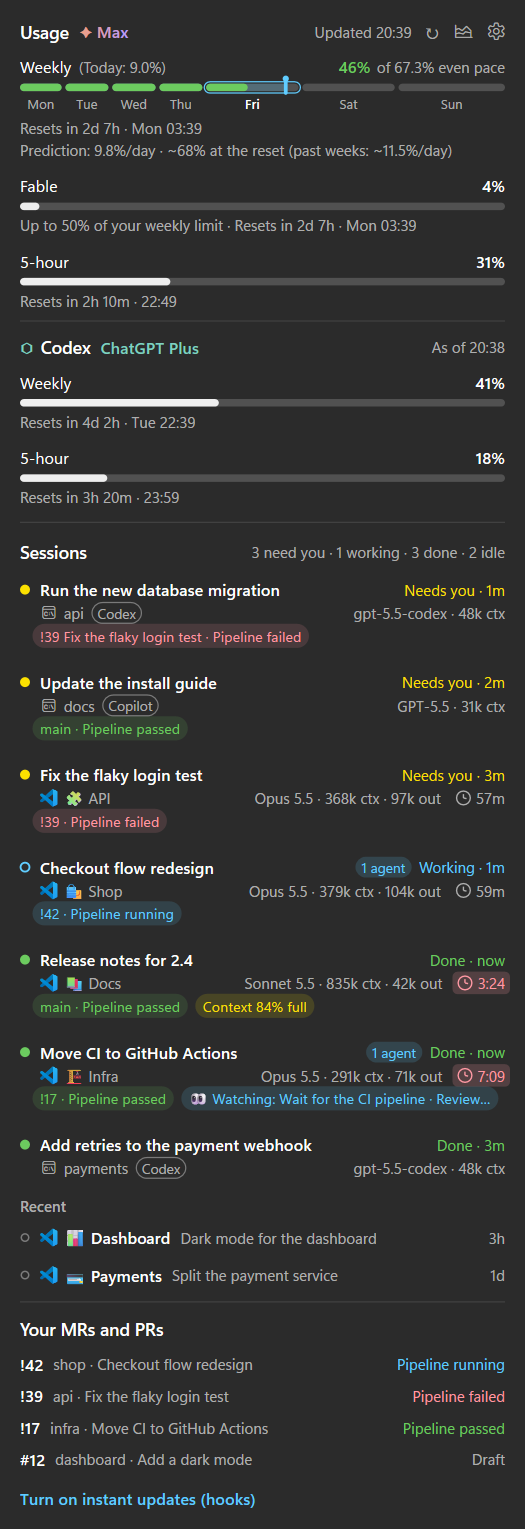 Usage Max Updated 20:39
Weekly (Today: 9.0%) 46% of 67.3% even pace
Mon Tue Wed Thu Fri Sat Sun
Resets in 2d 7h · Mon 03:39
Prediction: 9.8%/day · ~68% at the reset (past weeks: ~11.5%/day)
Fable 4%
Up to 50% of your weekly limit · Resets in 2d 7h · Mon 03:39
5-hour 31%
Resets in 2h 10m · 22:49
Codex ChatGPT Plus As of 20:38
Weekly 41%
Resets in 4d 2h · Tue 22:39
5-hour 18%
Resets in 3h 20m · 23:59
Sessions 3 need you · 1 working · 3 done · 2 idle
Run the new database migration Needs you · 1m
api Codex gpt-5.5-codex · 48k ctx
!39 Fix the flaky login test · Pipeline failed
Update the install guide Needs you · 2m
docs Copilot GPT-5.5 · 31k ctx
main · Pipeline passed
Fix the flaky login test Needs you · 3m
API Opus 5.5 · 368k ctx · 97k out 57m
!39 · Pipeline failed
Checkout flow redesign 1 agent Working · 1m
Shop Opus 5.5 · 379k ctx · 104k out 59m
!42 · Pipeline running
Release notes for 2.4 Done · now
Docs Sonnet 5.5 · 835k ctx · 42k out 3:24
main · Pipeline passed Context 84% full
Move CI to GitHub Actions 1 agent Done · now
Infra Opus 5.5 · 291k ctx · 71k out 7:09
!17 · Pipeline passed Watching: Wait for the CI pipeline · Review...
Add retries to the payment webhook Done · 3m
payments Codex gpt-5.5-codex · 48k ctx
Recent
Dashboard Dark mode for the dashboard 3h
Payments Split the payment service 1d
Your MRs and PRs
!42 shop · Checkout flow redesign Pipeline running
!39 api · Fix the flaky login test Pipeline failed
!17 infra · Move CI to GitHub Actions Pipeline passed
#12 dashboard · Add a dark mode Draft
Turn on instant updates (hooks)